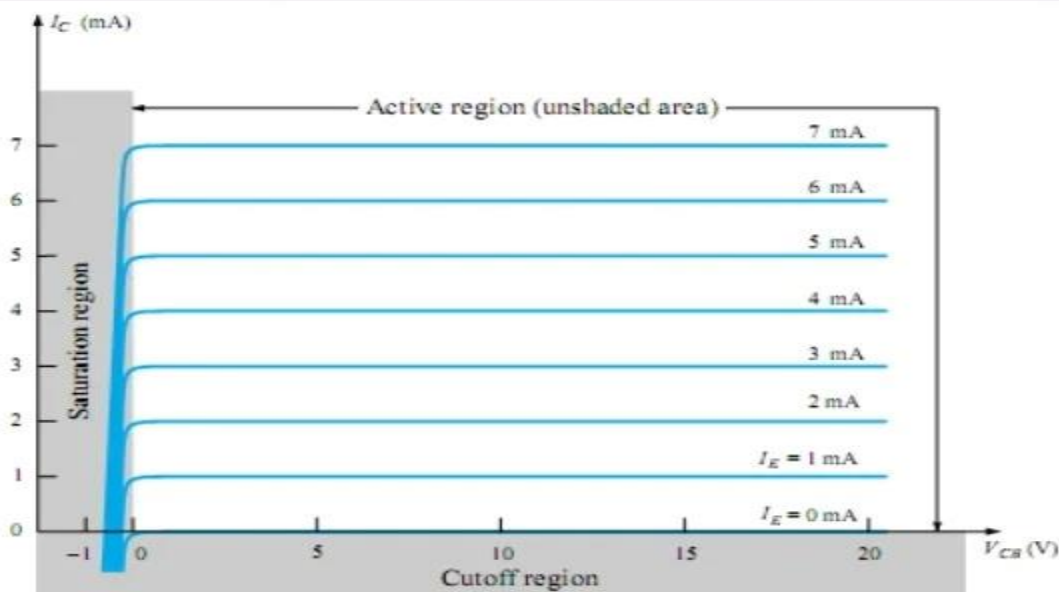 I_C (mA)
Active region (unshaded area)
7 mA
7
6 mA
6
5 mA
5
4 mA
4
3 mA
3
2 mA
2
I_E = 1 mA
1
I_E = 0 mA
0
Saturation region
−1 0 5 10 15 20 V_CB (V)
Cutoff region